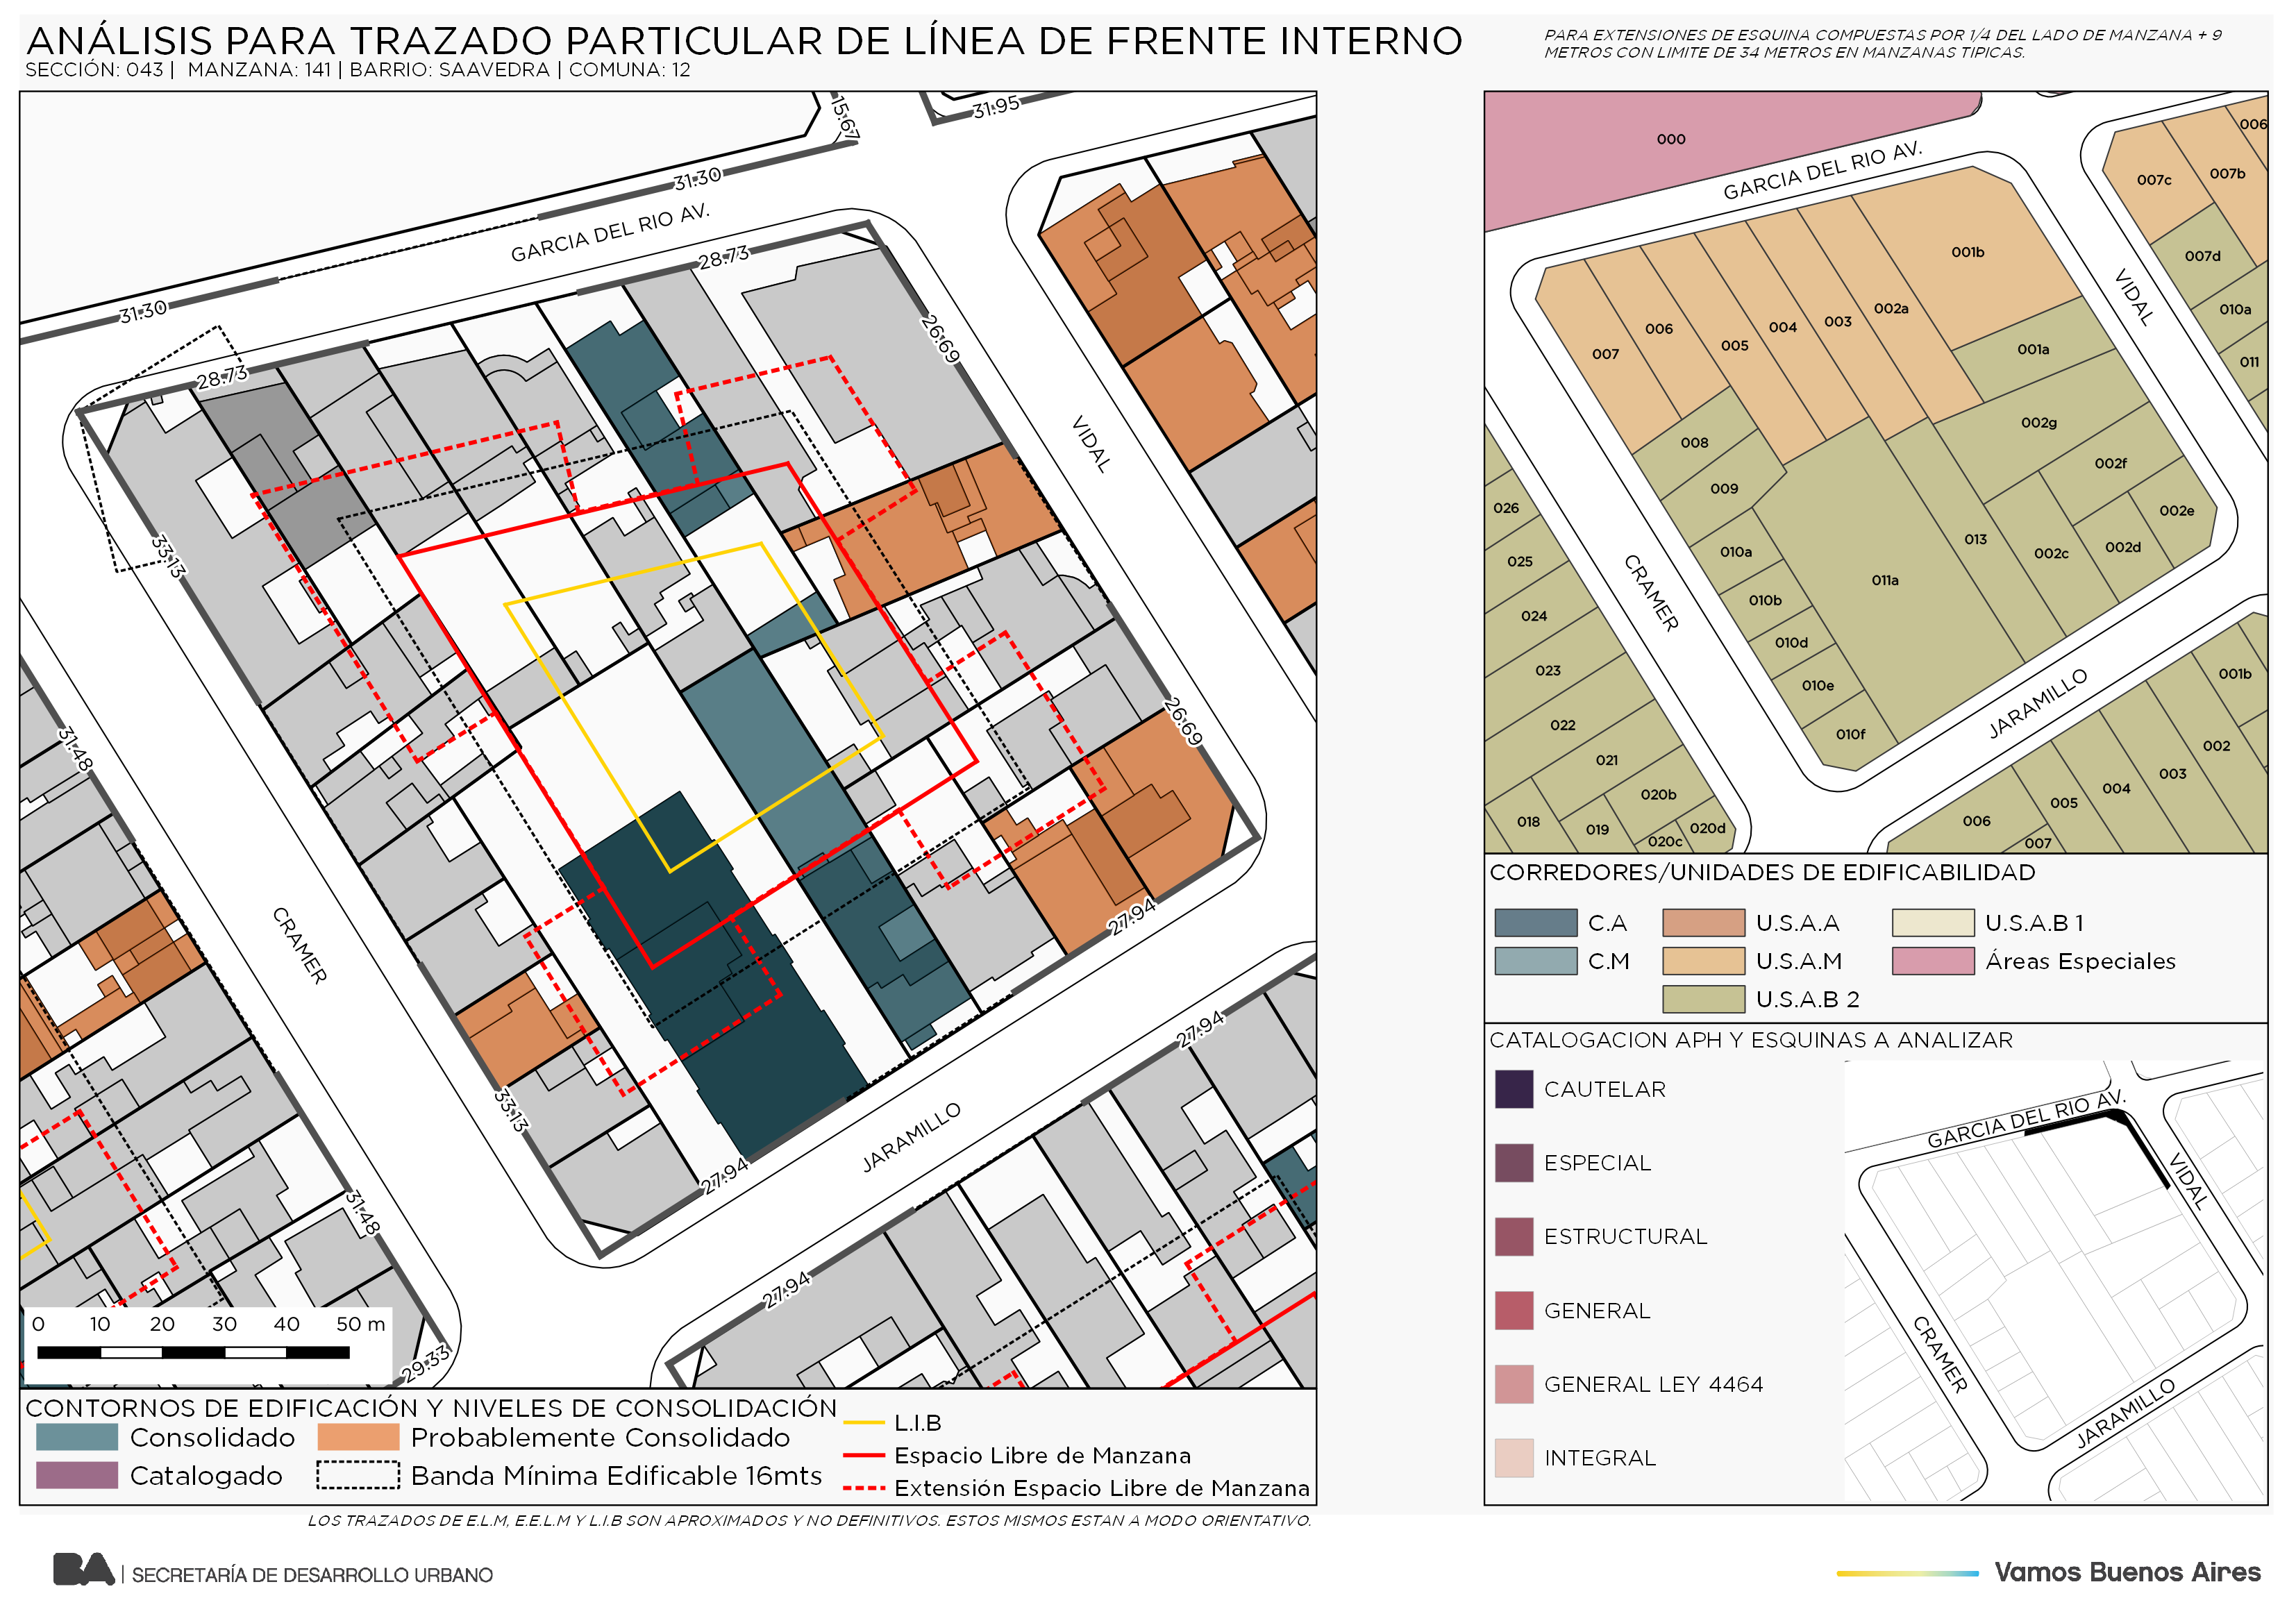 ANÁLISIS PARA TRAZADO PARTICULAR DE LÍNEA DE FRENTE INTERNO
SECCIÓN: 043 | MANZANA: 141 | BARRIO: SAAVEDRA | COMUNA: 12
PARA EXTENSIONES DE ESQUINA COMPUESTAS POR 1/4 DEL LADO DE MANZANA + 9
METROS CON LIMITE DE 34 METROS EN MANZANAS TIPICAS.
15.67
31.95
31.30
GARCIA DEL RIO AV.
31.30
28.73
28.73
26.69
VIDAL
33.13
31.48
26.69
CRAMER
27.94
27.94
33.13
JARAMILLO
27.94
31.48
27.94
29.33
0 10 20 30 40 50 m
CONTORNOS DE EDIFICACIÓN Y NIVELES DE CONSOLIDACIÓN
Consolidado
Probablemente Consolidado
Catalogado
Banda Mínima Edificable 16mts
L.I.B
Espacio Libre de Manzana
Extensión Espacio Libre de Manzana
LOS TRAZADOS DE E.L.M, E.E.L.M Y L.I.B SON APROXIMADOS Y NO DEFINITIVOS. ESTOS MISMOS ESTAN A MODO ORIENTATIVO.
000
GARCIA DEL RIO AV.
006
007c
007b
007d
010a
011
VIDAL
001b
002a
003
004
005
006
007
001a
002g
008
009
002f
002e
002d
002c
013
011a
010a
010b
010d
010e
010f
CRAMER
JARAMILLO
026
025
024
023
022
021
020b
020d
020c
019
018
001b
002
003
004
005
006
007
CORREDORES/UNIDADES DE EDIFICABILIDAD
C.A
U.S.A.A
U.S.A.B 1
C.M
U.S.A.M
Áreas Especiales
U.S.A.B 2
CATALOGACION APH Y ESQUINAS A ANALIZAR
CAUTELAR
ESPECIAL
ESTRUCTURAL
GENERAL
GENERAL LEY 4464
INTEGRAL
GARCIA DEL RIO AV.
VIDAL
CRAMER
JARAMILLO
BA | SECRETARÍA DE DESARROLLO URBANO
Vamos Buenos Aires